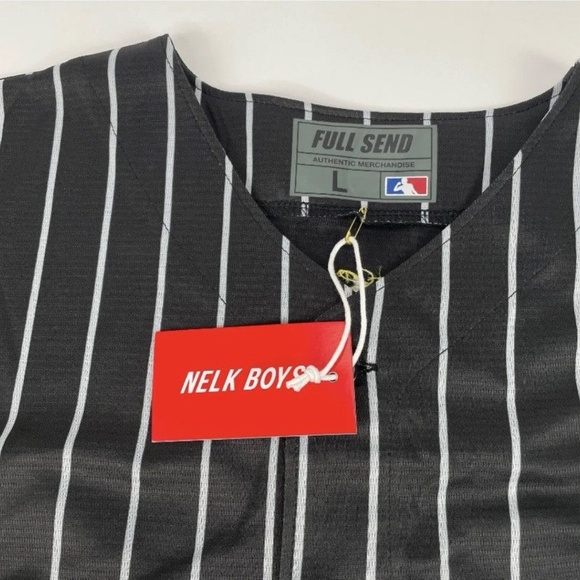 FULL SEND
AUTHENTIC MERCHANDISE
L
NELK BOYS